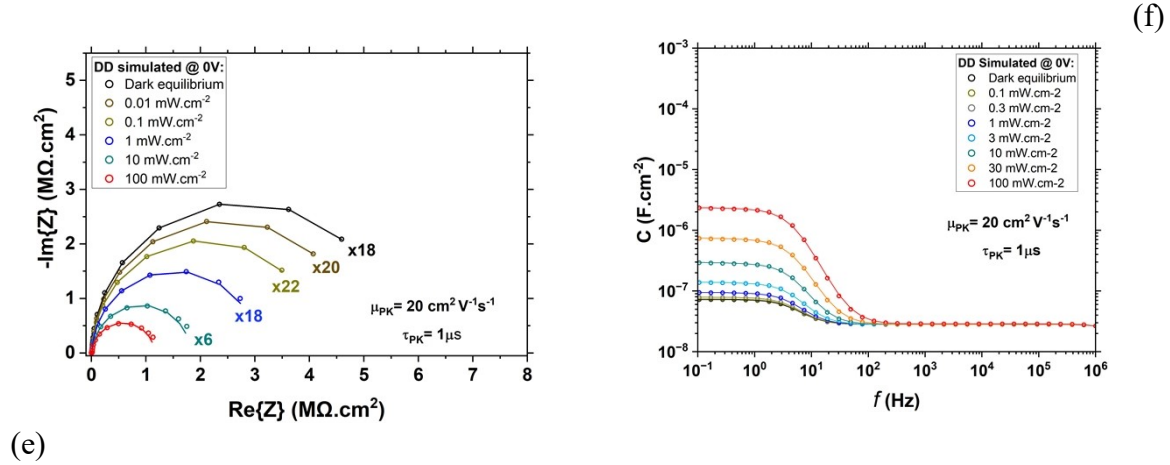 (f)
DD simulated @ 0V:
Dark equilibrium
0.01 mW.cm⁻²
0.1 mW.cm⁻²
1 mW.cm⁻²
10 mW.cm⁻²
100 mW.cm⁻²
x18
x20
x22
x18
x6
μPK= 20 cm² V⁻¹s⁻¹
τPK= 1μs
-Im{Z} (MΩ.cm²)
5
4
3
2
1
0
0 1 2 3 4 5 6 7 8
Re{Z} (MΩ.cm²)
(e)
DD Simulated @ 0V:
Dark equilibrium
0.1 mW.cm-2
0.3 mW.cm-2
1 mW.cm-2
3 mW.cm-2
10 mW.cm-2
30 mW.cm-2
100 mW.cm-2
μPK= 20 cm² V⁻¹s⁻¹
τPK= 1μs
C (F.cm⁻²)
10⁻³
10⁻⁴
10⁻⁵
10⁻⁶
10⁻⁷
10⁻⁸
10⁻¹ 10⁰ 10¹ 10² 10³ 10⁴ 10⁵ 10⁶
f (Hz)